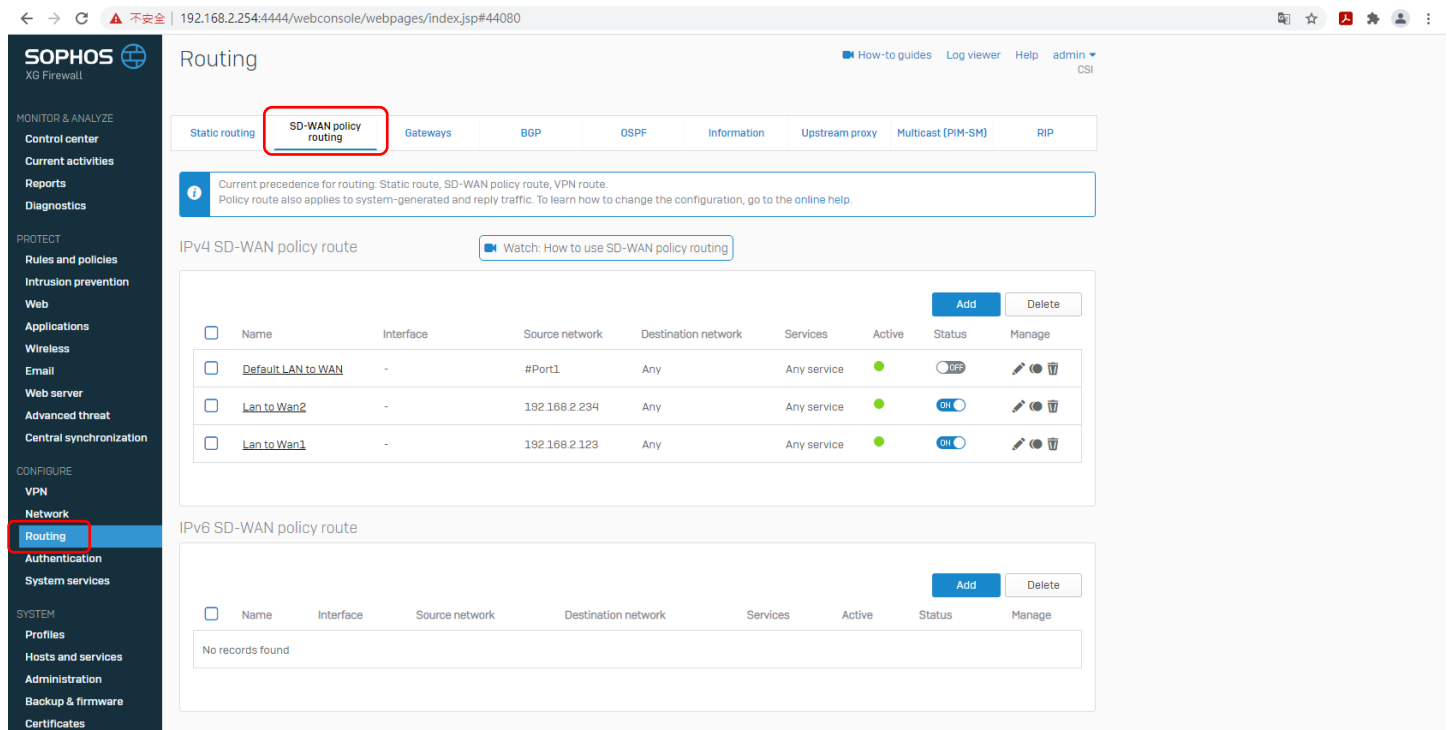 不安全 192.168.2.254:4444/webconsole/webpages/index.jsp#44080
SOPHOS
XG Firewall
MONITOR & ANALYZE
Control center
Current activities
Reports
Diagnostics
PROTECT
Rules and policies
Intrusion prevention
Web
Applications
Wireless
Email
Web server
Advanced threat
Central synchronization
CONFIGURE
VPN
Network
Routing
Authentication
System services
SYSTEM
Profiles
Hosts and services
Administration
Backup & firmware
Certificates
Routing
How-to guides Log viewer Help admin
CSI
Static routing SD-WAN policy routing Gateways BGP OSPF Information Upstream proxy Multicast (PIM-SM) RIP
Current precedence for routing: Static route, SD-WAN policy route, VPN route.
Policy route also applies to system-generated and reply traffic. To learn how to change the configuration, go to the online help.
IPv4 SD-WAN policy route
Watch: How to use SD-WAN policy routing
Add Delete
Name Interface Source network Destination network Services Active Status Manage
Default LAN to WAN - #Port1 Any Any service OFF
Lan to Wan2 - 192.168.2.234 Any Any service ON
Lan to Wan1 - 192.168.2.123 Any Any service ON
IPv6 SD-WAN policy route
Add Delete
Name Interface Source network Destination network Services Active Status Manage
No records found